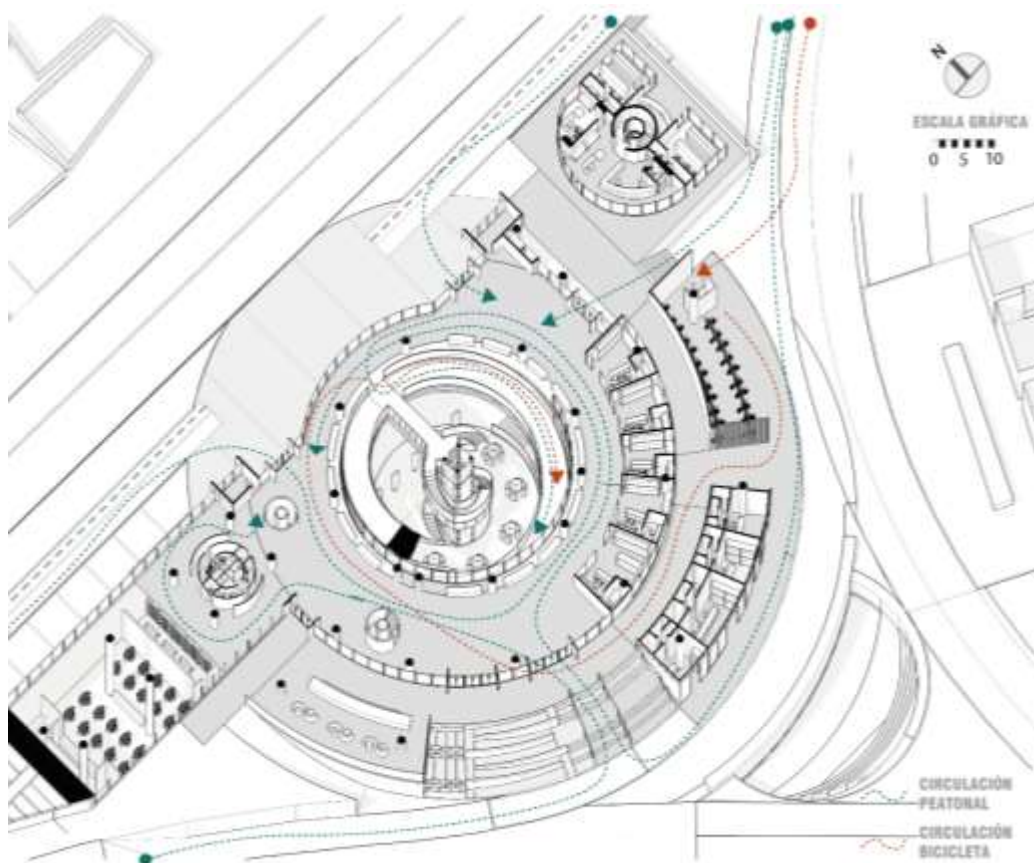 N
ESCALA GRÁFICA
0 5 10
CIRCULACIÓN
PEATONAL
CIRCULACIÓN
BICICLETA